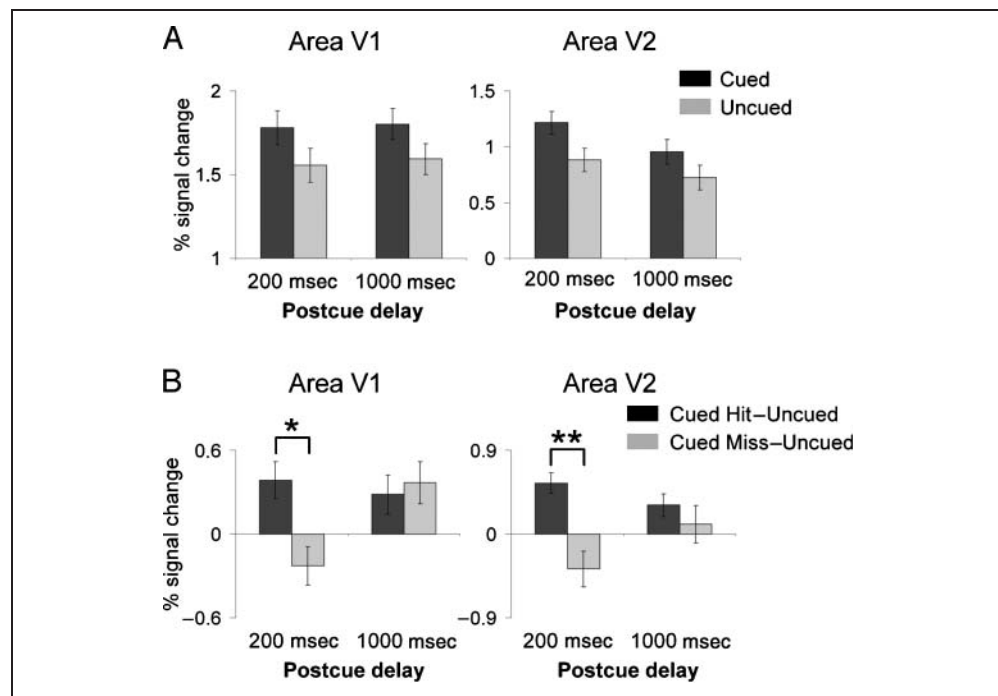 A
Area V1
Area V2
Cued
Uncued
% signal change
2
1.5
1
200 msec 1000 msec
Postcue delay
1.5
1
0.5
0
200 msec 1000 msec
Postcue delay
B
Area V1
Area V2
Cued Hit–Uncued
Cued Miss–Uncued
% signal change
0.6
0
–0.6
*
200 msec 1000 msec
Postcue delay
0.9
0
–0.9
**
200 msec 1000 msec
Postcue delay